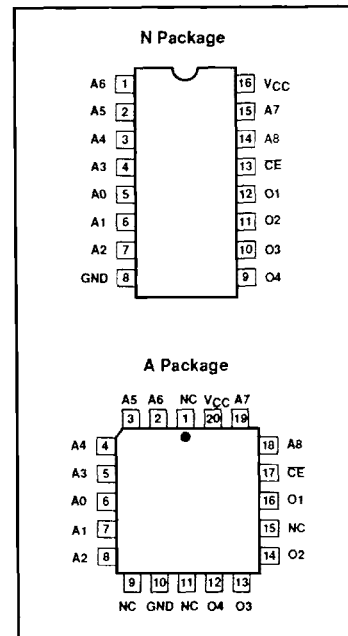 N Package
A6 1 16 VCC
A5 2 15 A7
A4 3 14 A8
A3 4 13 CE
A0 5 12 O1
A1 6 11 O2
A2 7 10 O3
GND 8 9 O4
A Package
A5 A6 NC VCC A7
3 2 1 20 19
A4 4 18 A8
A3 5 17 CE
A0 6 16 O1
A1 7 15 NC
A2 8 14 O2
9 10 11 12 13
NC GND NC O4 O3